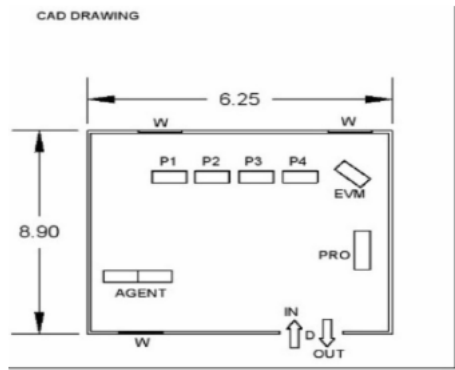 CAD DRAWING
6.25
W W
P1 P2 P3 P4
EVM
8.90
PRO
AGENT
IN
D
W
OUT